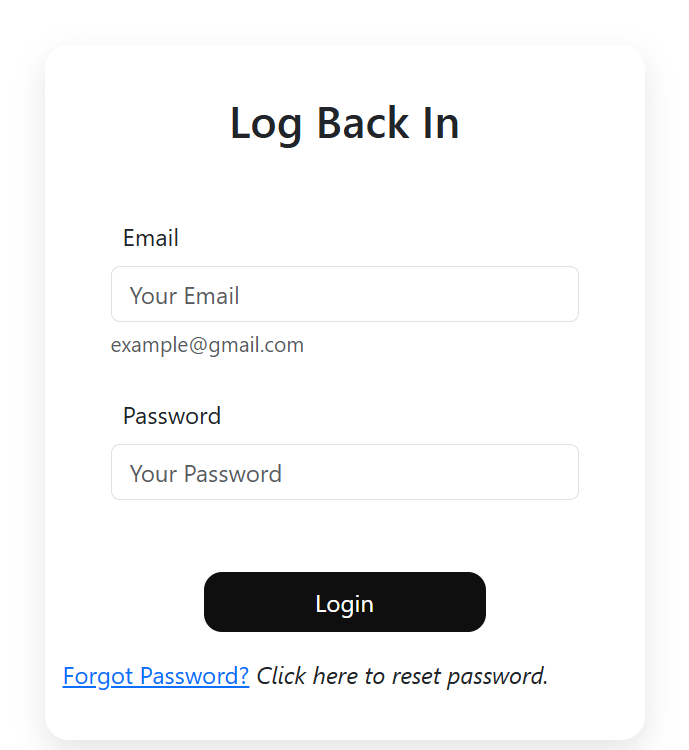 Log Back In
Email
Your Email
example@gmail.com
Password
Your Password
Login
Forgot Password? Click here to reset password.